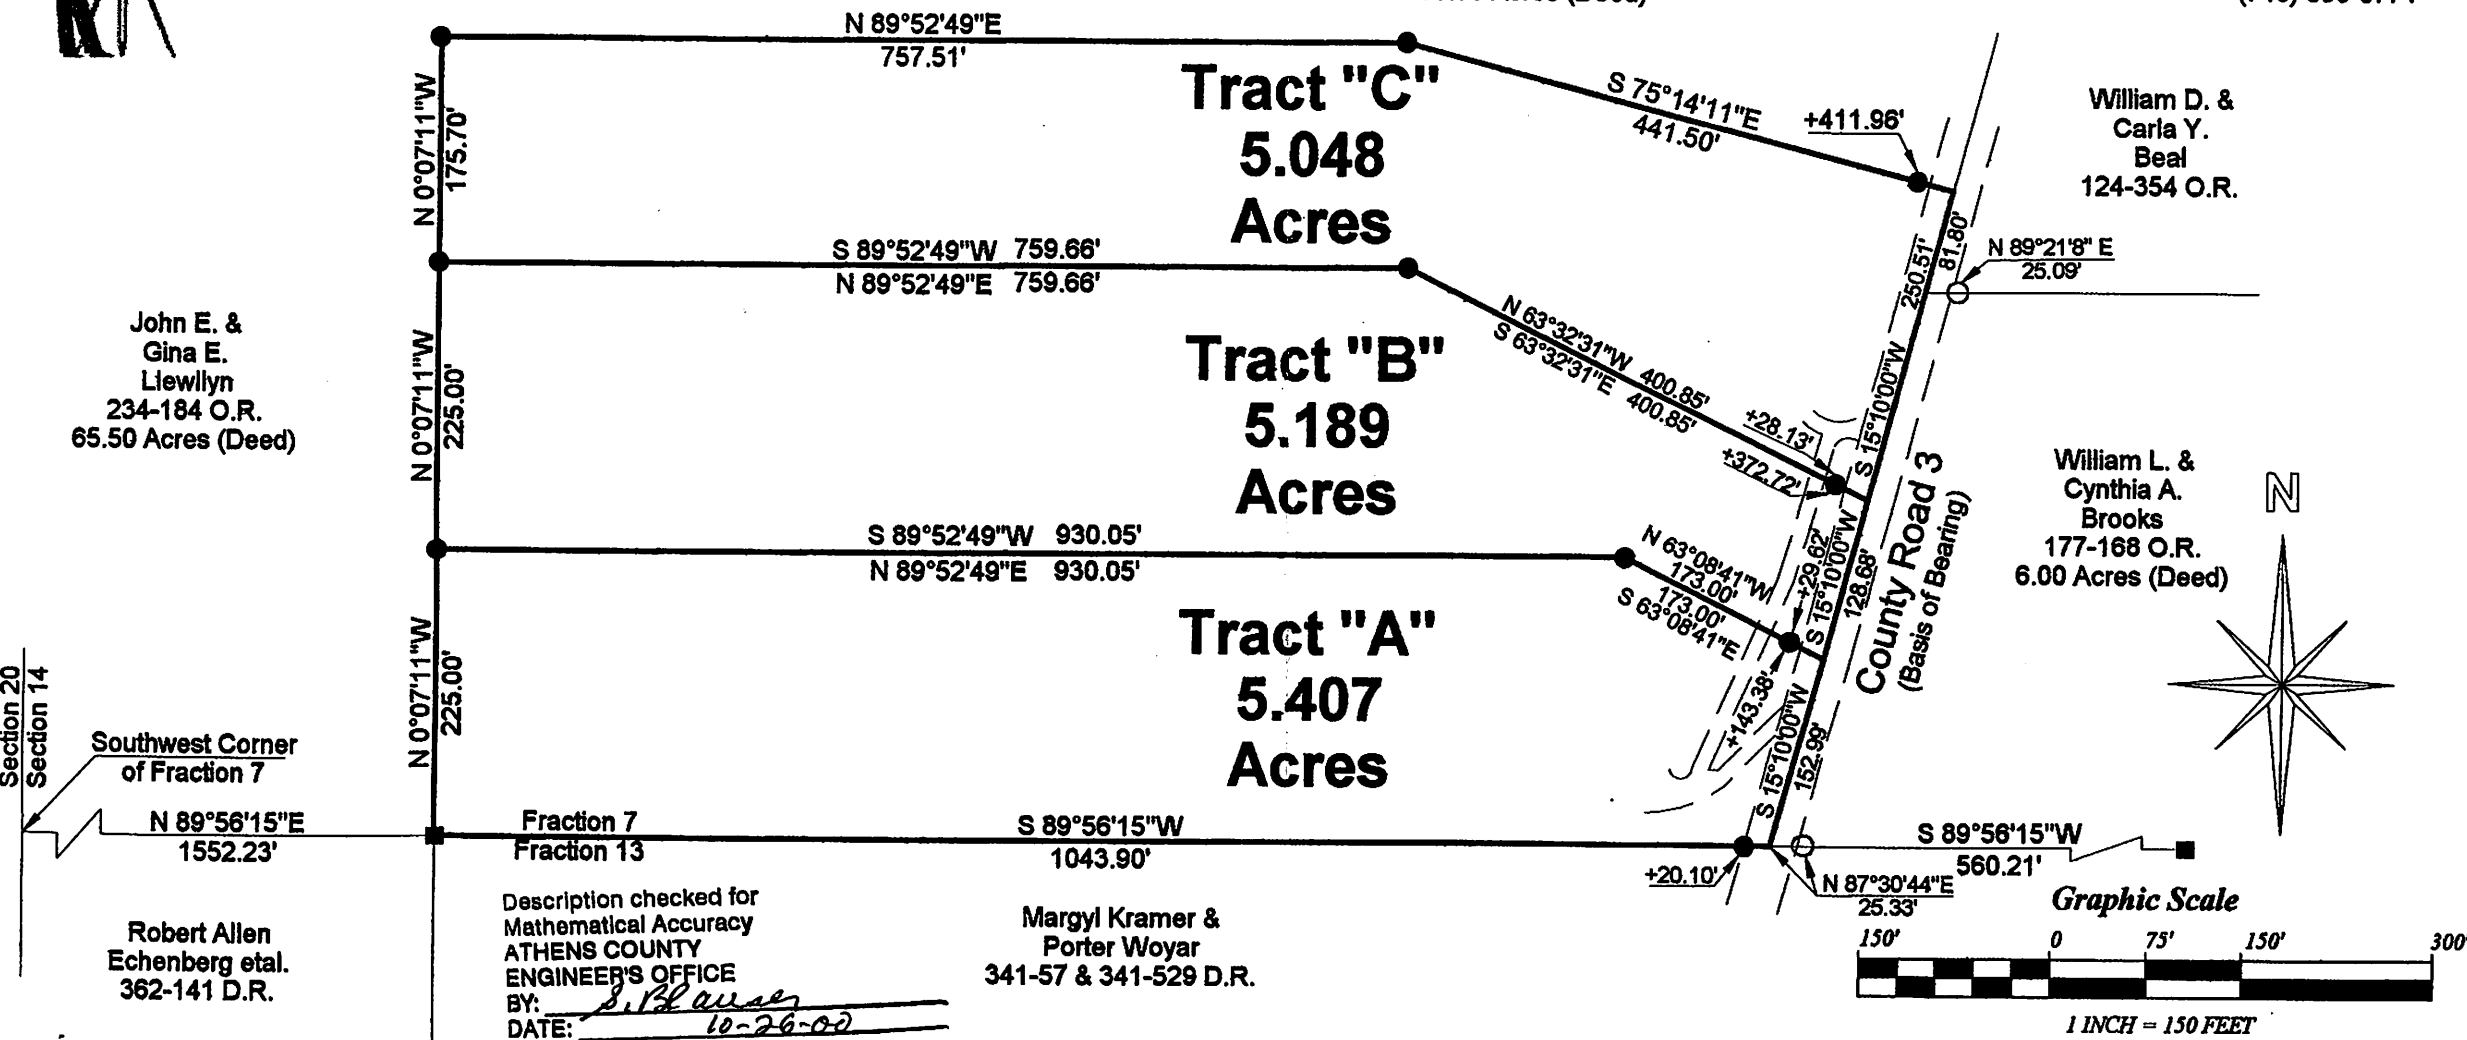 N 89°52'49"E
757.51'
N 0°07'11"W
175.70'
Tract "C"
5.048
Acres
S 75°14'11"E
441.50'
+411.96'
William D. &
Carla Y.
Beal
124-354 O.R.
N 89°21'8" E
25.09'
81.80'
250.51'
S 15°10'00"W
S 89°52'49"W 759.66'
N 89°52'49"E 759.66'
John E. &
Gina E.
Llewllyn
234-184 O.R.
65.50 Acres (Deed)
N 0°07'11"W
225.00'
Tract "B"
5.189
Acres
N 63°32'31"W 400.85'
S 63°32'31"E 400.85'
+28.13'
+372.72'
County Road 3
(Basis of Bearing)
William L. &
Cynthia A.
Brooks
177-168 O.R.
6.00 Acres (Deed)
N
S 89°52'49"W 930.05'
N 89°52'49"E 930.05'
N 63°08'41"W
173.00'
173.00'
S 63°08'41"E
+29.62'
S 15°10'00"W
128.68'
+143.38'
S 15°10'00"W
152.99'
N 0°07'11"W
225.00'
Tract "A"
5.407
Acres
Section 20
Section 14
Southwest Corner
of Fraction 7
N 89°56'15"E
1552.23'
Fraction 7
Fraction 13
S 89°56'15"W
1043.90'
+20.10'
N 87°30'44"E
25.33'
S 89°56'15"W
560.21'
Robert Allen
Echenberg etal.
362-141 D.R.
Description checked for
Mathematical Accuracy
ATHENS COUNTY
ENGINEER'S OFFICE
BY: S. Blauser
DATE: 10-26-00
Margyl Kramer &
Porter Woyar
341-57 & 341-529 D.R.
Graphic Scale
150' 0 75' 150' 300'
1 INCH = 150 FEET